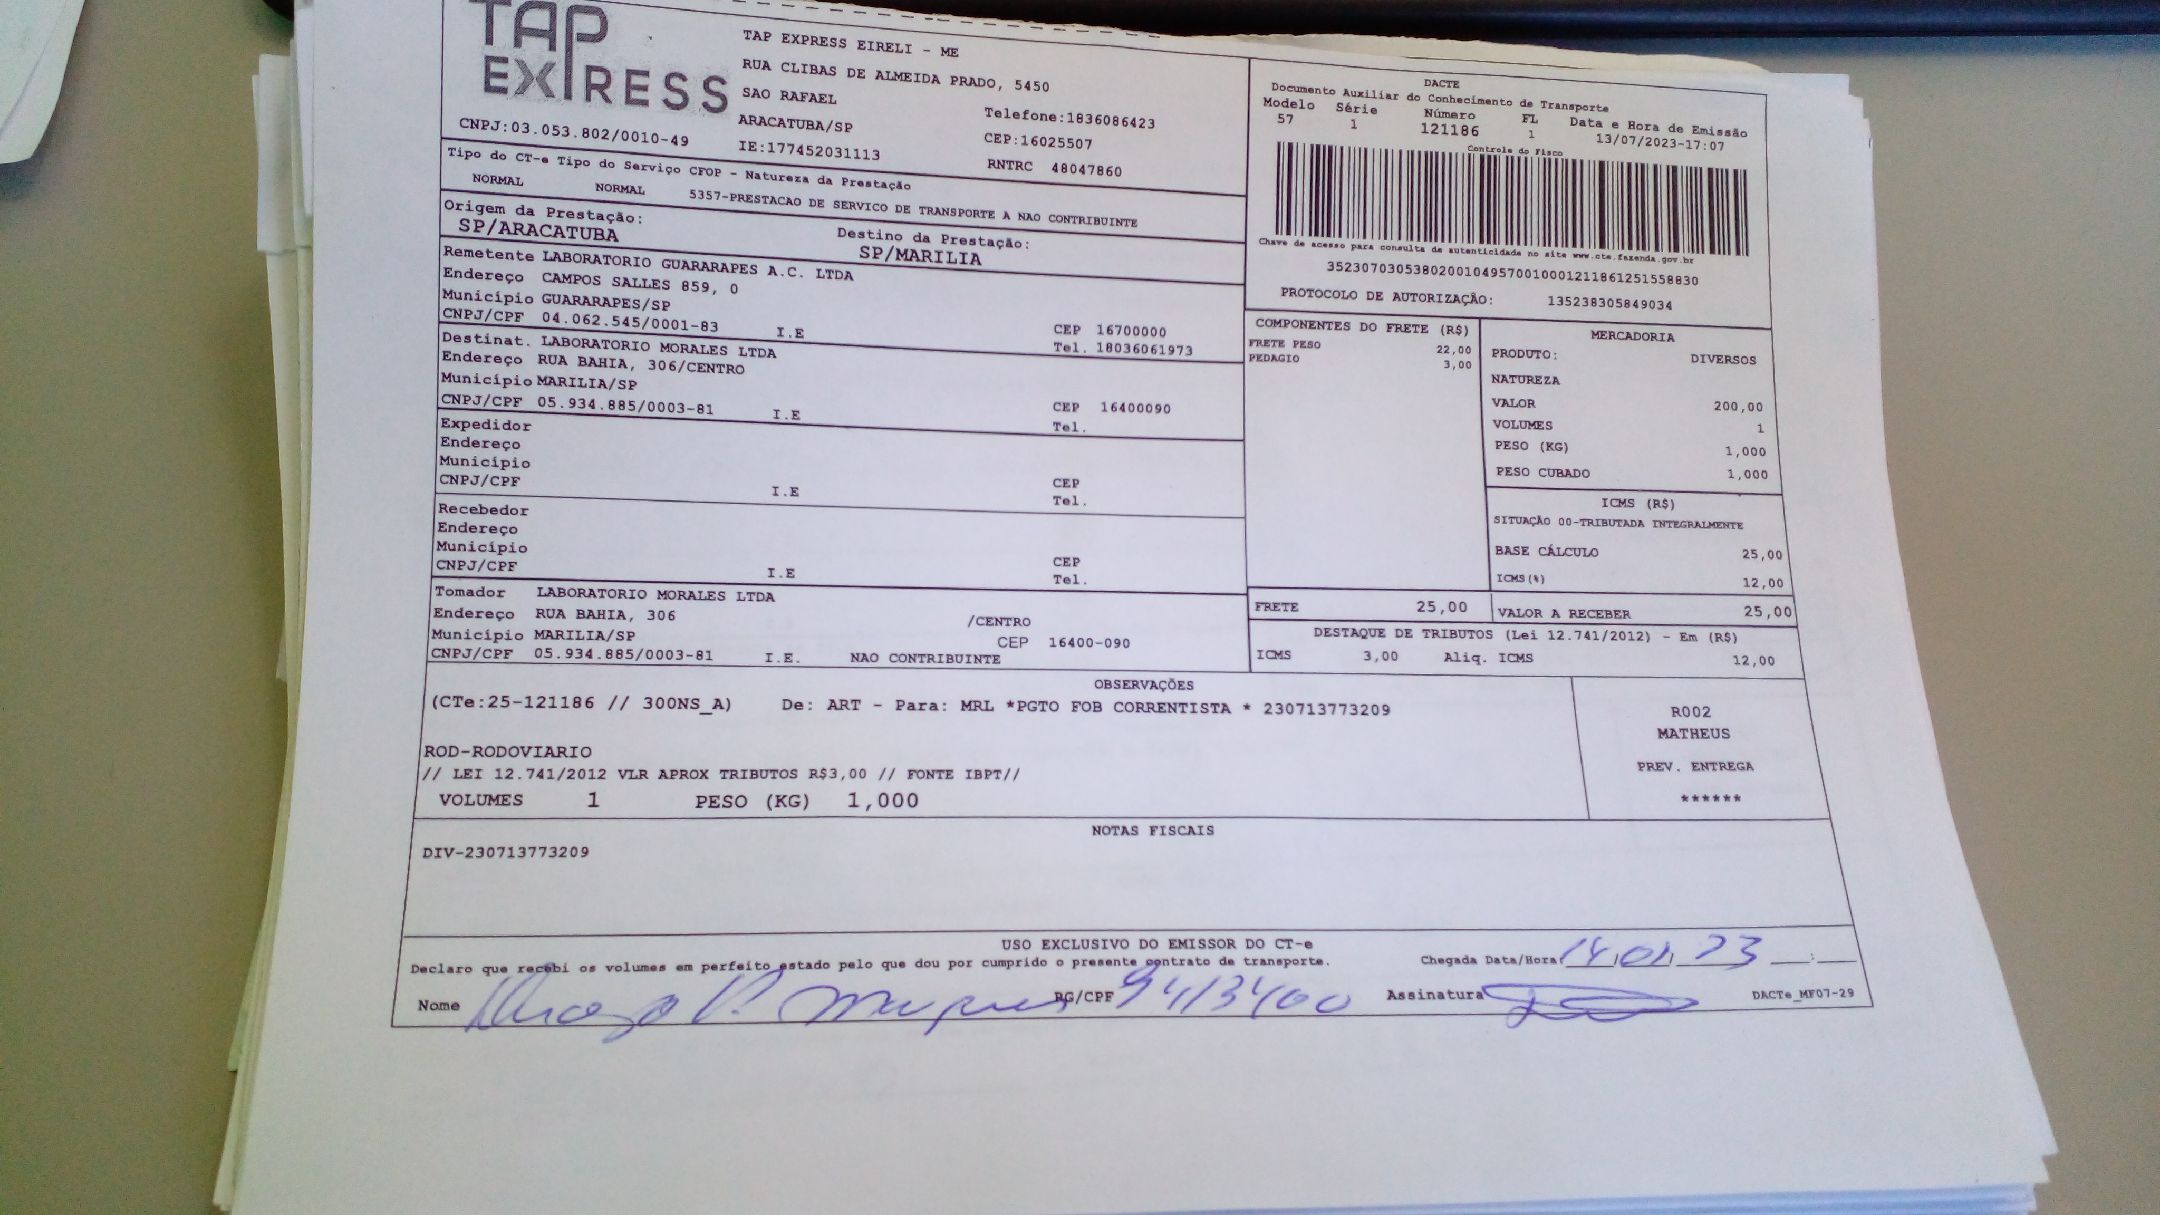 TAP EXPRESS
TAP EXPRESS EIRELI - ME
RUA CLIBAS DE ALMEIDA PRADO, 5450
SAO RAFAEL
Telefone:1836086423
CNPJ:03.053.802/0010-49 ARACATUBA/SP CEP:16025507
IE:177452031113 RNTRC 48047860
Tipo do CT-e Tipo do Serviço CFOP - Natureza da Prestação
NORMAL NORMAL 5357-PRESTACAO DE SERVICO DE TRANSPORTE A NAO CONTRIBUINTE
Origem da Prestação: Destino da Prestação:
SP/ARACATUBA SP/MARILIA
DACTE
Documento Auxiliar do Conhecimento de Transporte
Modelo Série Número FL Data e Hora de Emissão
57 1 121186 1 13/07/2023-17:07
Controle do Fisco
Chave de acesso para consulta de autenticidade no site www.cte.fazenda.gov.br
35230703053802001049570010001211861251558830
PROTOCOLO DE AUTORIZAÇÃO: 135238305849034
Remetente LABORATORIO GUARARAPES A.C. LTDA
Endereço CAMPOS SALLES 859, 0
Município GUARARAPES/SP CEP 16700000
CNPJ/CPF 04.062.545/0001-83 I.E Tel. 18036061973
Destinat. LABORATORIO MORALES LTDA
Endereço RUA BAHIA, 306/CENTRO
Município MARILIA/SP CEP 16400090
CNPJ/CPF 05.934.885/0003-81 I.E Tel.
Expedidor
Endereço
Município CEP
CNPJ/CPF I.E Tel.
Recebedor
Endereço
Município CEP
CNPJ/CPF I.E Tel.
Tomador LABORATORIO MORALES LTDA
Endereço RUA BAHIA, 306 /CENTRO
Município MARILIA/SP CEP 16400-090
CNPJ/CPF 05.934.885/0003-81 I.E. NAO CONTRIBUINTE
COMPONENTES DO FRETE (R$)
FRETE PESO 22,00
PEDAGIO 3,00
MERCADORIA
PRODUTO: DIVERSOS
NATUREZA
VALOR 200,00
VOLUMES 1
PESO (KG) 1,000
PESO CUBADO 1,000
ICMS (R$)
SITUAÇÃO 00-TRIBUTADA INTEGRALMENTE
BASE CÁLCULO 25,00
ICMS(%) 12,00
FRETE 25,00 VALOR A RECEBER 25,00
DESTAQUE DE TRIBUTOS (Lei 12.741/2012) - Em (R$)
ICMS 3,00 Aliq. ICMS 12,00
OBSERVAÇÕES
(CTe:25-121186 // 300NS_A) De: ART - Para: MRL *PGTO FOB CORRENTISTA * 230713773209
ROD-RODOVIARIO
// LEI 12.741/2012 VLR APROX TRIBUTOS R$3,00 // FONTE IBPT//
VOLUMES 1 PESO (KG) 1,000
R002
MATHEUS
PREV. ENTREGA
******
NOTAS FISCAIS
DIV-230713773209
USO EXCLUSIVO DO EMISSOR DO CT-e
Declaro que recebi os volumes em perfeito estado pelo que dou por cumprido o presente contrato de transporte. Chegada Data/Hora
Nome RG/CPF Assinatura DACTe_MF07-29